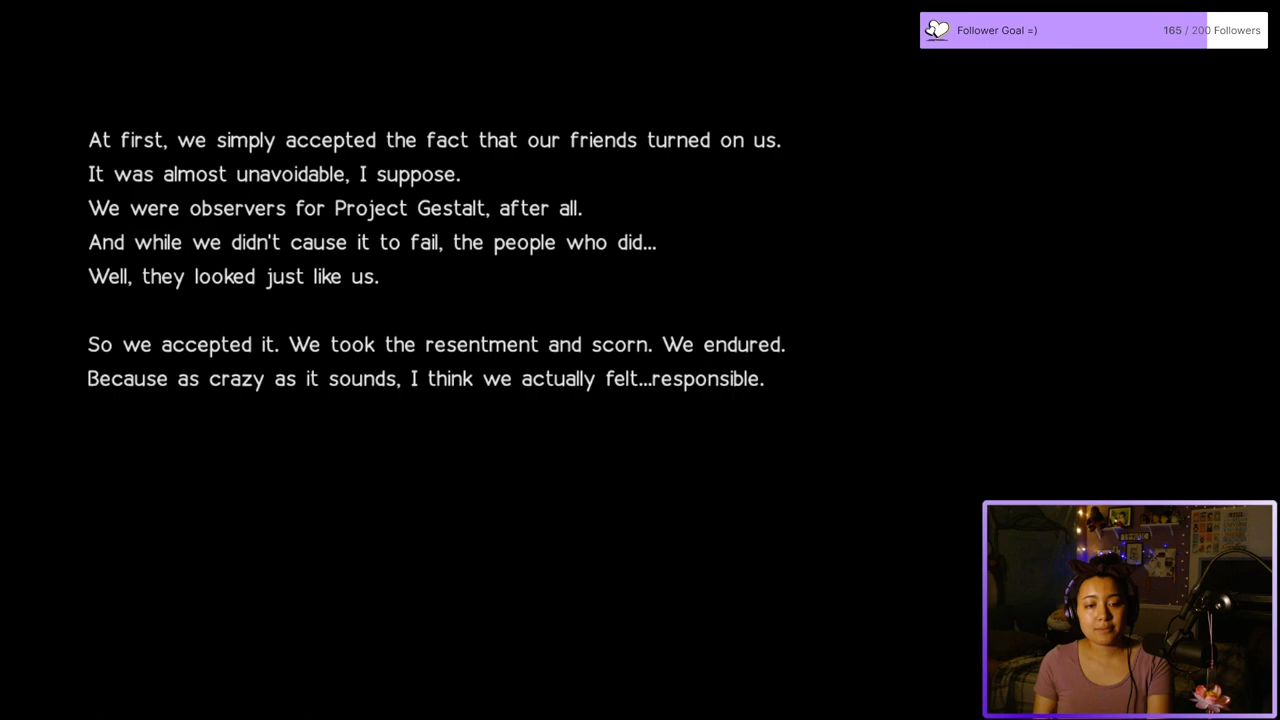 Follower Goal =)
165 / 200 Followers
At first, we simply accepted the fact that our friends turned on us.
It was almost unavoidable, I suppose.
We were observers for Project Gestalt, after all.
And while we didn't cause it to fail, the people who did...
Well, they looked just like us.
So we accepted it. We took the resentment and scorn. We endured.
Because as crazy as it sounds, I think we actually felt...responsible.